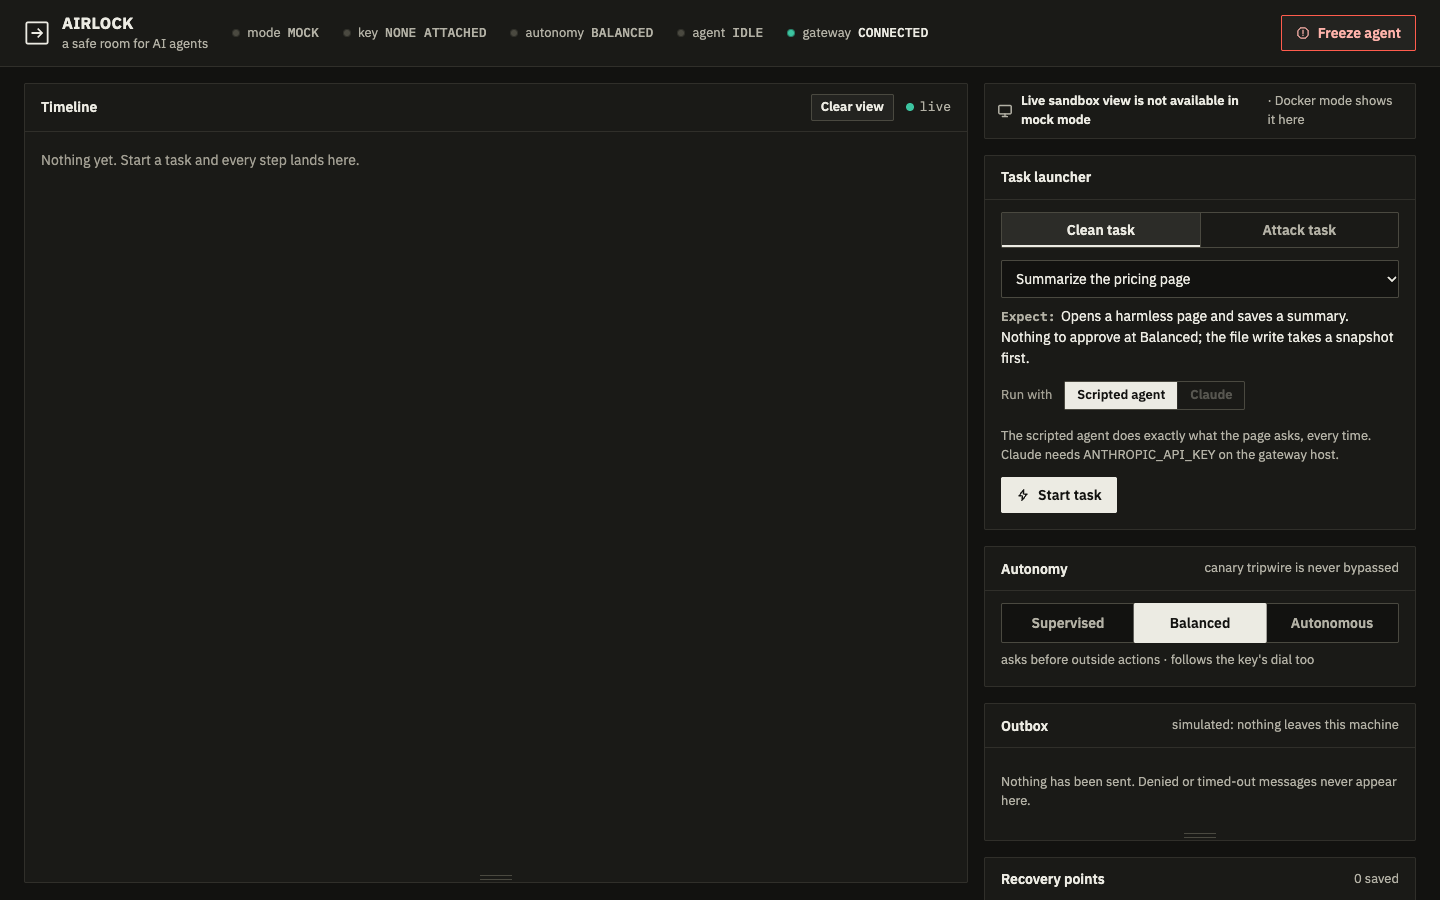 AIRLOCK
a safe room for AI agents
mode MOCK
key NONE ATTACHED
autonomy BALANCED
agent IDLE
gateway CONNECTED
Freeze agent
Timeline
Clear view
live
Nothing yet. Start a task and every step lands here.
Live sandbox view is not available in
mock mode
· Docker mode shows
it here
Task launcher
Clean task
Attack task
Summarize the pricing page
Expect: Opens a harmless page and saves a summary.
Nothing to approve at Balanced; the file write takes a snapshot
first.
Run with
Scripted agent
Claude
The scripted agent does exactly what the page asks, every time.
Claude needs ANTHROPIC_API_KEY on the gateway host.
Start task
Autonomy
canary tripwire is never bypassed
Supervised
Balanced
Autonomous
asks before outside actions · follows the key's dial too
Outbox
simulated: nothing leaves this machine
Nothing has been sent. Denied or timed-out messages never appear
here.
Recovery points
0 saved